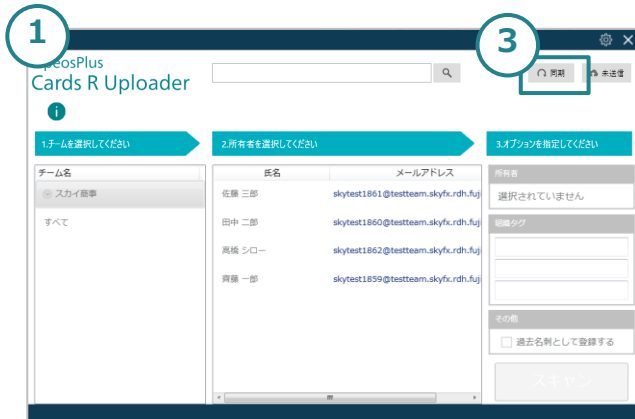 1
3
ApeosPlus
Cards R Uploader
同期
未送信
i
1.チームを選択してください
2.所有者を選択してください
3.オプションを指定してください
チーム名
氏名
メールアドレス
所有者
スカイ商事
佐藤 三郎
skytest1861@testteam.skyfx.rdh.fuji
選択されていません
すべて
田中 二郎
skytest1860@testteam.skyfx.rdh.fuji
組織タグ
高橋 シロー
skytest1862@testteam.skyfx.rdh.fuji
齊藤 一郎
skytest1859@testteam.skyfx.rdh.fuji
その他
過去名刺として登録する
スキャン